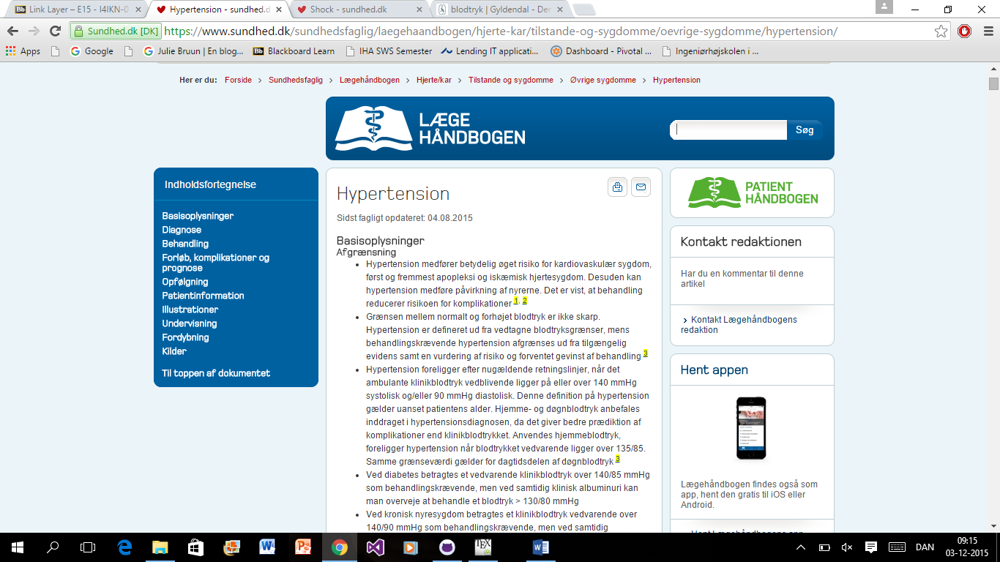 Link Layer – E15 - I4IKN-0
Hypertension - sundhed.d
Shock - sundhed.dk
blodtryk | Gyldendal - Den
Sundhed.dk [DK]
https://www.sundhed.dk/sundhedsfaglig/laegehaandbogen/hjerte-kar/tilstande-og-sygdomme/oevrige-sygdomme/hypertension/
Apps
Google
Julie Bruun | En blog...
Blackboard Learn
IHA SWS Semester
Lending IT applicati...
Dashboard - Pivotal ...
Ingeniørhøjskolen i ...
Her er du: Forside > Sundhedsfaglig > Lægehåndbogen > Hjerte/kar > Tilstande og sygdomme > Øvrige sygdomme > Hypertension
LÆGE
HÅNDBOGEN
Søg
Indholdsfortegnelse
Basisoplysninger
Diagnose
Behandling
Forløb, komplikationer og
prognose
Opfølgning
Patientinformation
Illustrationer
Undervisning
Fordybning
Kilder
Til toppen af dokumentet
Hypertension
Sidst fagligt opdateret: 04.08.2015
Basisoplysninger
Afgrænsning
• Hypertension medfører betydelig øget risiko for kardiovaskulær sygdom,
først og fremmest apopleksi og iskæmisk hjertesygdom. Desuden kan
hypertension medføre påvirkning af nyrerne. Det er vist, at behandling
reducerer risikoen for komplikationer 1, 2
• Grænsen mellem normalt og forhøjet blodtryk er ikke skarp.
Hypertension er defineret ud fra vedtagne blodtryksgrænser, mens
behandlingskrævende hypertension afgrænses ud fra tilgængelig
evidens samt en vurdering af risiko og forventet gevinst af behandling 3
• Hypertension foreligger efter nugældende retningslinjer, når det
ambulante klinikblodtryk vedblivende ligger på eller over 140 mmHg
systolisk og/eller 90 mmHg diastolisk. Denne definition på hypertension
gælder uanset patientens alder. Hjemme- og døgnblodtryk anbefales
inddraget i hypertensionsdiagnosen, da det giver bedre prædiktion af
komplikationer end klinikblodtrykket. Anvendes hjemmeblodtryk,
foreligger hypertension når blodtrykket vedvarende ligger over 135/85.
Samme grænseværdi gælder for dagtidsdelen af døgnblodtryk 3
• Ved diabetes betragtes et vedvarende klinikblodtryk over 140/85 mmHg
som behandlingskrævende, men ved samtidig klinisk albuminuri kan
man overveje at behandle et blodtryk > 130/80 mmHg
• Ved kronisk nyresygdom betragtes et klinikblodtryk vedvarende over
140/90 mmHg som behandlingskrævende, men ved samtidig
PATIENT
HÅNDBOGEN
Kontakt redaktionen
Har du en kommentar til denne
artikel
> Kontakt Lægehåndbogens
redaktion
Hent appen
Lægehåndbogen findes også som
app, hent den gratis til iOS eller
Android.
Hent Lægehåndbogens app
DAN
09:15
03-12-2015